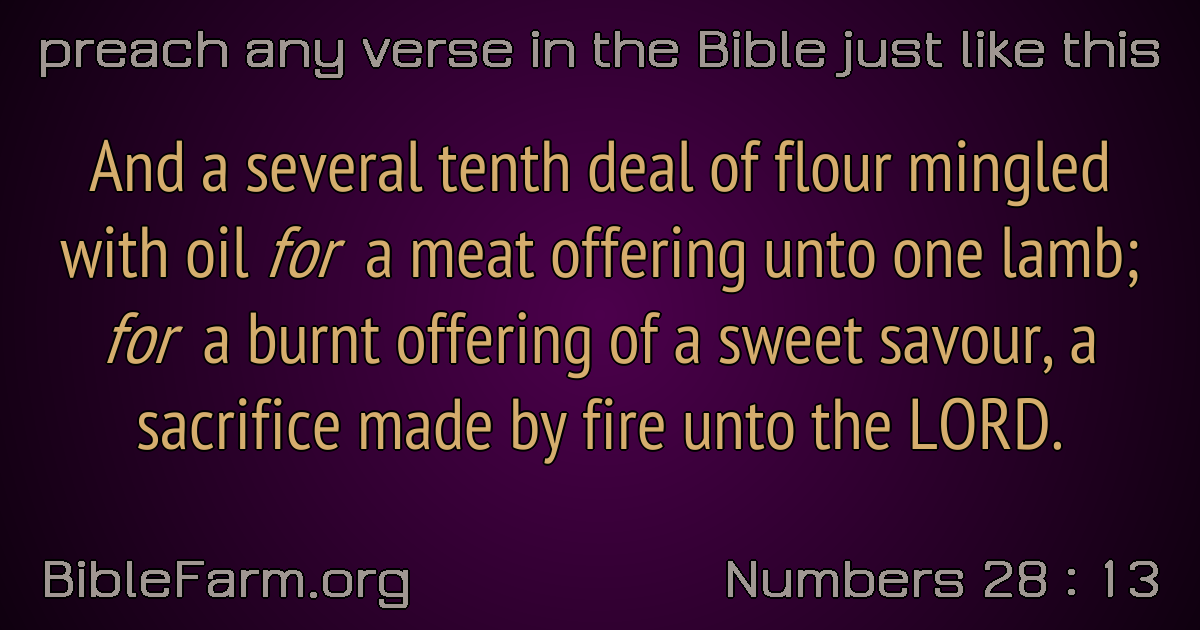 preach any verse in the Bible just like this
And a several tenth deal of flour mingled
with oil for a meat offering unto one lamb;
for a burnt offering of a sweet savour, a
sacrifice made by fire unto the LORD.
BibleFarm.org
Numbers 28 : 13